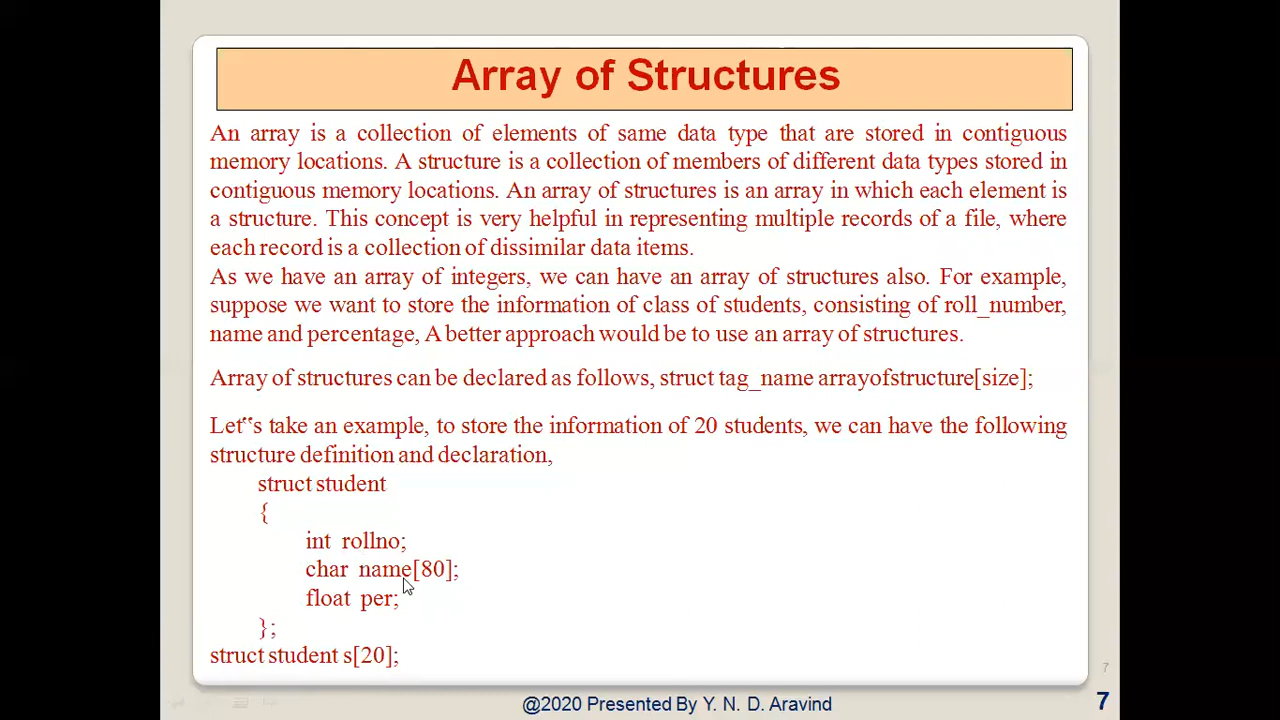 Array of Structures
An array is a collection of elements of same data type that are stored in contiguous
memory locations. A structure is a collection of members of different data types stored in
contiguous memory locations. An array of structures is an array in which each element is
a structure. This concept is very helpful in representing multiple records of a file, where
each record is a collection of dissimilar data items.
As we have an array of integers, we can have an array of structures also. For example,
suppose we want to store the information of class of students, consisting of roll_number,
name and percentage, A better approach would be to use an array of structures.
Array of structures can be declared as follows, struct tag_name arrayofstructure[size];
Let‟s take an example, to store the information of 20 students, we can have the following
structure definition and declaration,
struct student
{
int rollno;
char name[80];
float per;
};
struct student s[20];
7
@2020 Presented By Y. N. D. Aravind
7